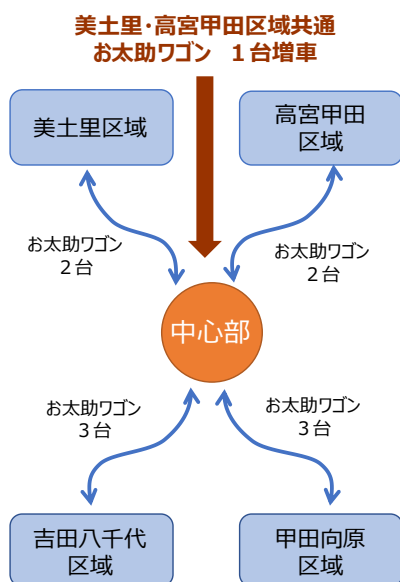 美土里･高宮甲田区域共通
お太助ワゴン　１台増車
美土里区域
高宮甲田
区域
お太助ワゴン
２台
お太助ワゴン
２台
中心部
お太助ワゴン
３台
お太助ワゴン
３台
吉田八千代
区域
甲田向原
区域